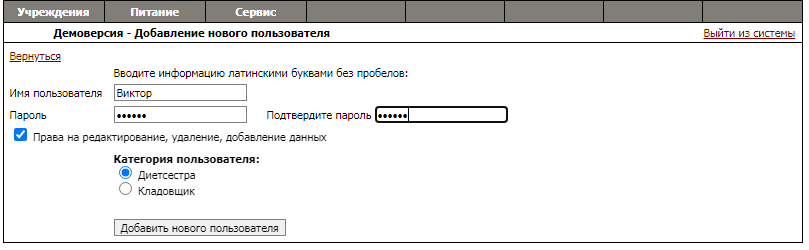 Учреждения Питание Сервис
Демоверсия - Добавление нового пользователя Выйти из системы
Вернуться
Вводите информацию латинскими буквами без пробелов:
Имя пользователя Виктор
Пароль •••••• Подтвердите пароль ••••••
Права на редактирование, удаление, добавление данных
Категория пользователя:
Диетсестра
Кладовщик
Добавить нового пользователя